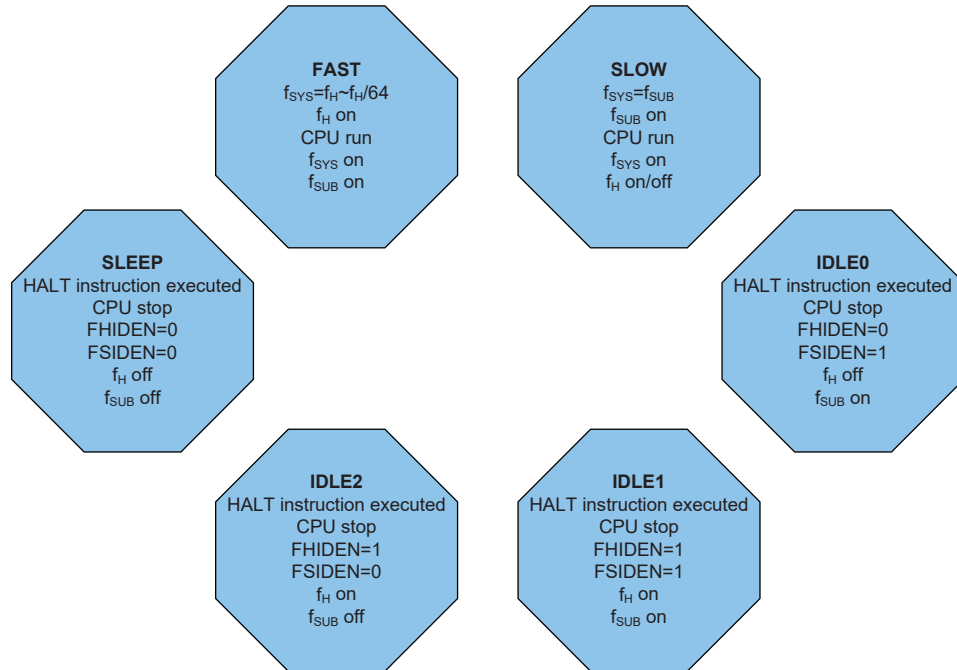 FAST
fSYS=fH~fH/64
fH on
CPU run
fSYS on
fSUB on
SLOW
fSYS=fSUB
fSUB on
CPU run
fSYS on
fH on/off
SLEEP
HALT instruction executed
CPU stop
FHIDEN=0
FSIDEN=0
fH off
fSUB off
IDLE0
HALT instruction executed
CPU stop
FHIDEN=0
FSIDEN=1
fH off
fSUB on
IDLE2
HALT instruction executed
CPU stop
FHIDEN=1
FSIDEN=0
fH on
fSUB off
IDLE1
HALT instruction executed
CPU stop
FHIDEN=1
FSIDEN=1
fH on
fSUB on